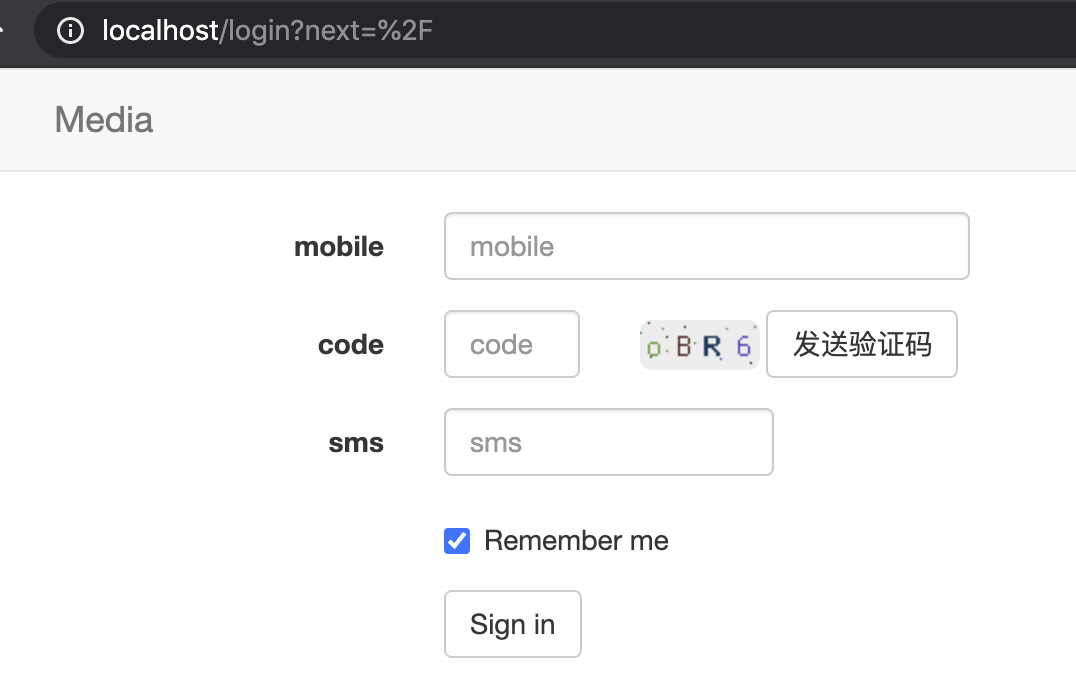 localhost/login?next=%2F
Media
mobile mobile
code code oBR6 发送验证码
sms sms
Remember me
Sign in